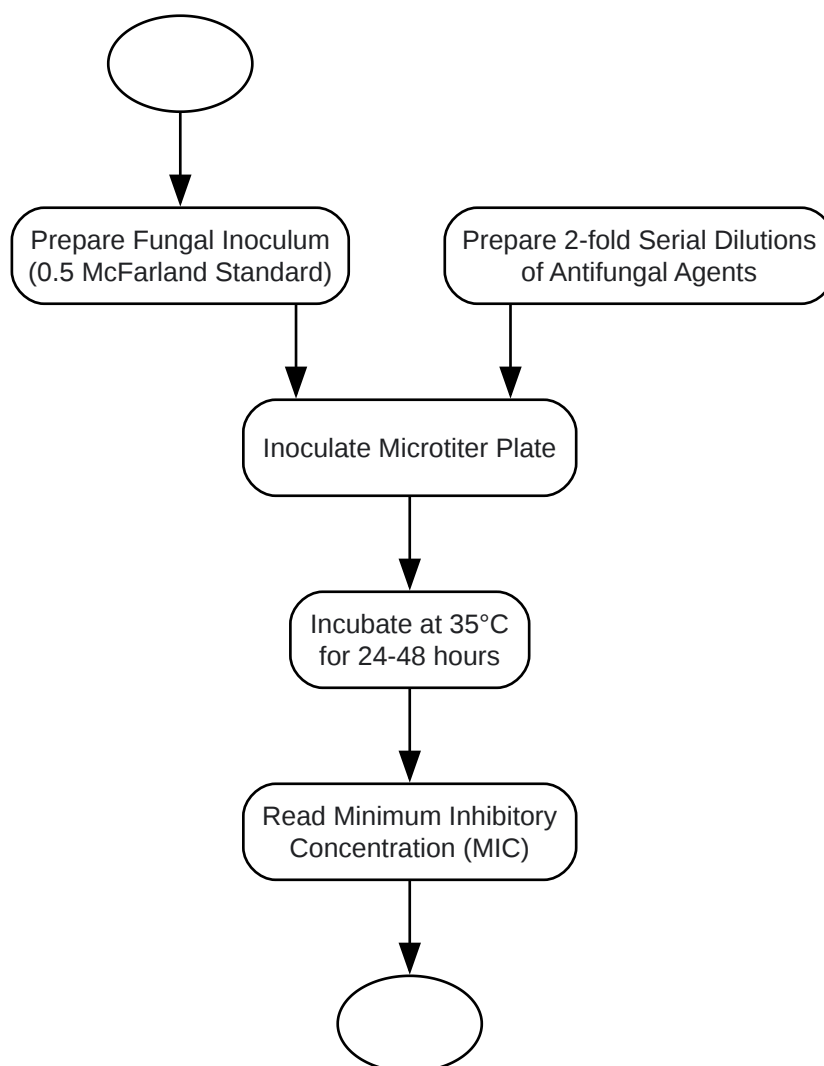 Prepare Fungal Inoculum
(0.5 McFarland Standard)
Prepare 2-fold Serial Dilutions
of Antifungal Agents
Inoculate Microtiter Plate
Incubate at 35°C
for 24-48 hours
Read Minimum Inhibitory
Concentration (MIC)